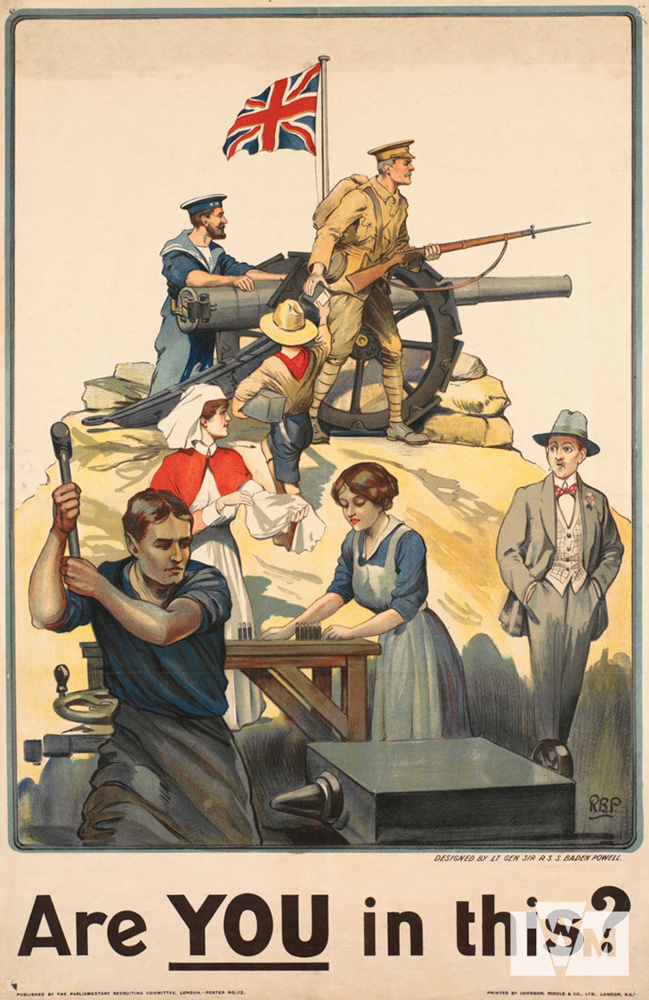 R.B.P.
DESIGNED BY LT GEN SIR R.S.S. BADEN POWELL.
Are YOU in this?
IWM
PUBLISHED BY THE PARLIAMENTARY RECRUITING COMMITTEE, LONDON.-POSTER NO.112.
PRINTED BY JOHNSON, RIDDLE & CO., LTD., LONDON, S.E.